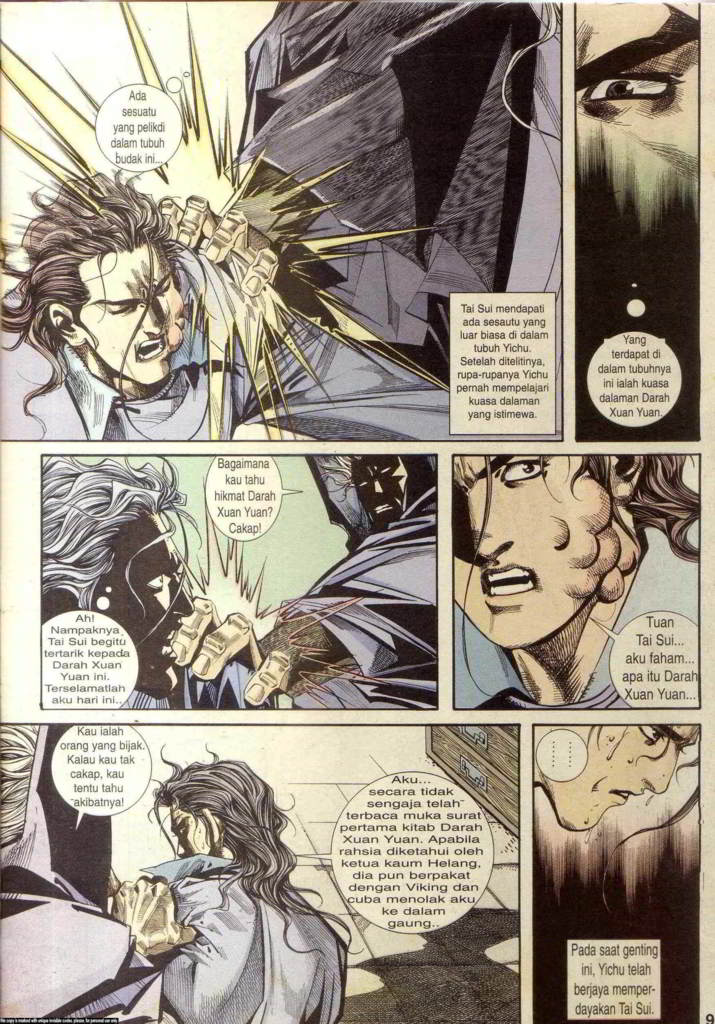 Ada
sesuatu
yang pelikdi
dalam tubuh
budak ini...
Tai Sui mendapati
ada sesautu yang
luar biasa di dalam
tubuh Yichu.
Setelah ditelitinya,
rupa-rupanya Yichu
pernah mempelajari
kuasa dalaman
yang istimewa.
Yang
terdapat di
dalam tubuhnya
ini ialah kuasa
dalaman Darah
Xuan Yuan.
Bagaimana
kau tahu
hikmat Darah
Xuan Yuan?
Cakap!
Ah!
Nampaknya
Tai Sui begitu
tertarik kepada
Darah Xuan
Yuan ini.
Terselamatlah
aku hari ini..
Tuan
Tai Sui...
aku faham...
apa itu Darah
Xuan Yuan...
Kau ialah
orang yang bijak.
Kalau kau tak
cakap, kau
tentu tahu
akibatnya!
Aku...
secara tidak
sengaja telah
terbaca muka surat
pertama kitab Darah
Xuan Yuan. Apabila
rahsia diketahui oleh
ketua kaum Helang,
dia pun berpakat
dengan Viking dan
cuba menolak aku
ke dalam
gaung..
Pada saat genting
ini, Yichu telah
berjaya memper-
dayakan Tai Sui.
9